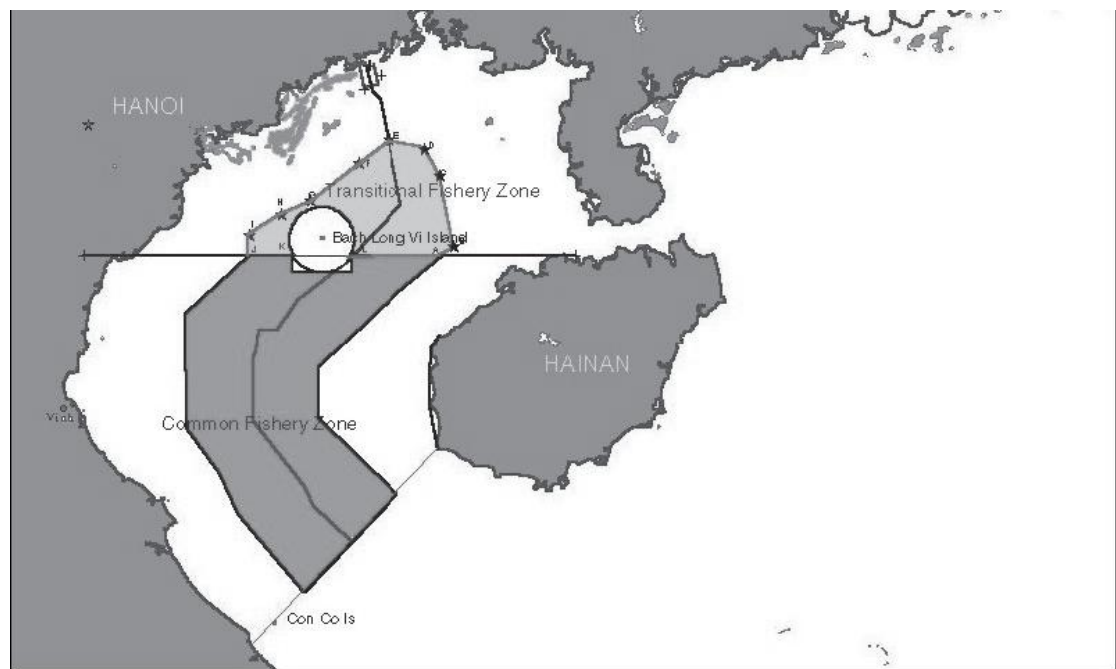 HANOI
E
D
F
C
Transitional Fishery Zone
H
G
I
Bach Long Vi Island
J
K
A
HAINAN
Vinh
Common Fishery Zone
Con Co Is